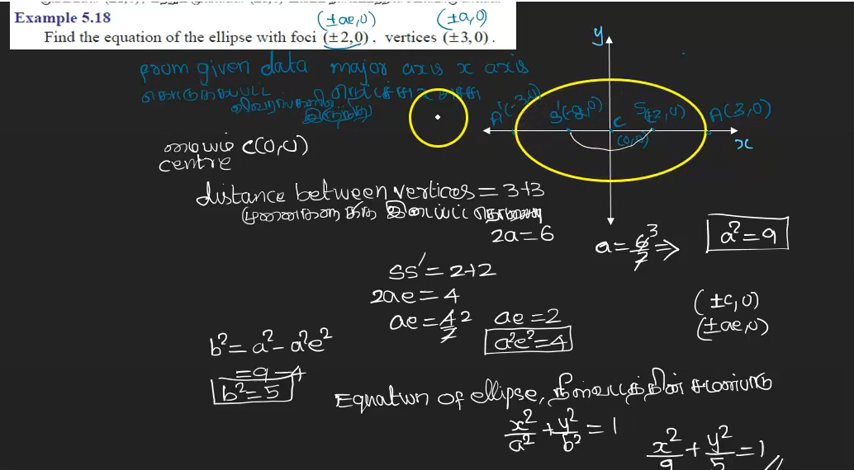 (±ae,0) (±a,0)
Example 5.18
Find the equation of the ellipse with foci (±2,0), vertices (±3,0).
y
from given data major axis x axis
A'(-3,0) S'(-2,0) C S(+2,0) A(3,0)
(0,0) x
மையம் C(0,0)
centre
distance between vertices = 3+3
2a=6
a = 6/2 3 ⇒ a²=9
SS' = 2+2
2ae = 4
ae = 4/2 2 ae = 2
a²e²=4
(±c,0)
(±ae,0)
b² = a² - a²e²
= 9-4
b²=5
Equation of ellipse, நீள்வட்டத்தின் சமன்பாடு
x²/a² + y²/b² = 1
x²/9 + y²/5 = 1